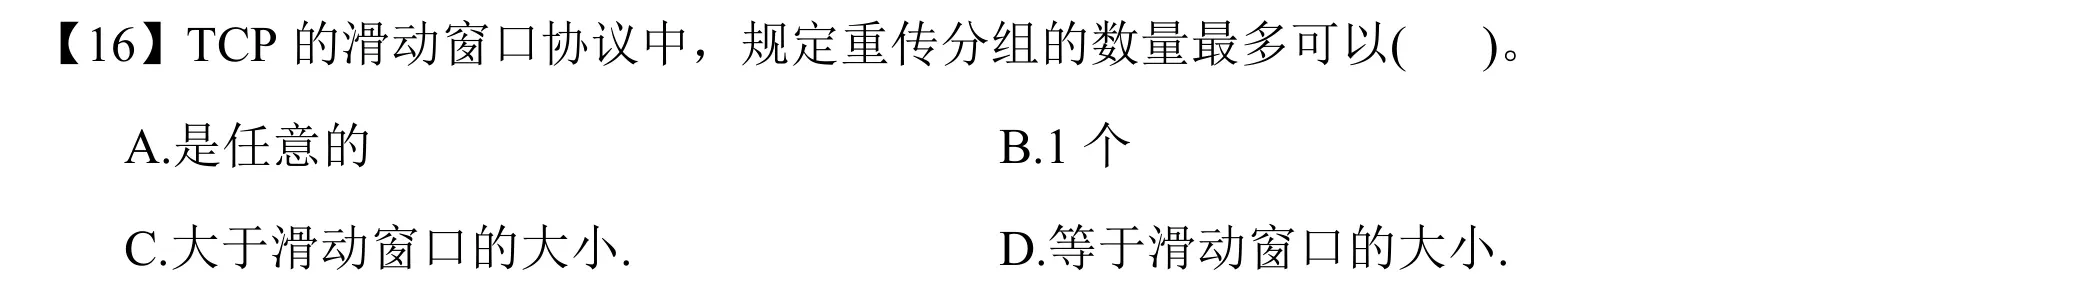 【16】TCP 的滑动窗口协议中，规定重传分组的数量最多可以(　　)。
A.是任意的　　B.1 个
C.大于滑动窗口的大小.　　D.等于滑动窗口的大小.